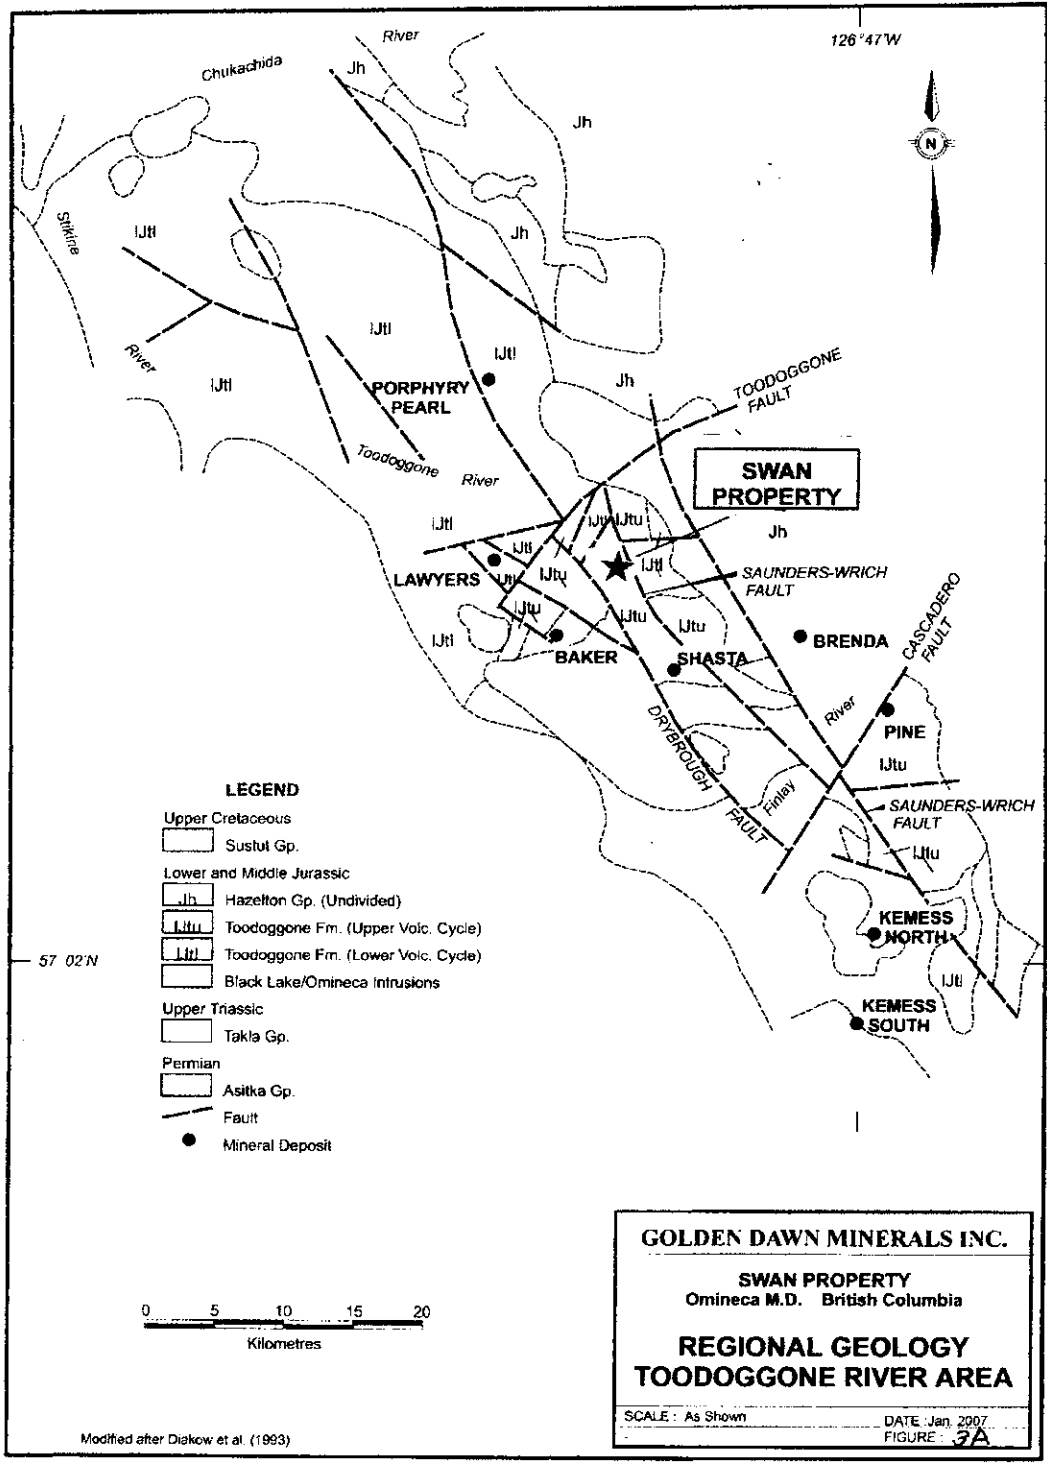 126°47'W
River
Chukachida
Jh
Jh
N
Stikine
lJtl
Jh
River
lJtl
lJtl
lJtl
Jh
TOODOGGONE
FAULT
PORPHYRY
PEARL
Toodoggone
River
SWAN
PROPERTY
lJtl
lJtl
lJtu
Jh
lJtl
LAWYERS
lJtl
lJtu
lJtl
SAUNDERS-WRICH
FAULT
lJtu
lJtu
lJtu
lJtl
BAKER
SHASTA
BRENDA
CASCADERO
FAULT
River
PINE
DRYBROUGH
FAULT
Finlay
lJtu
SAUNDERS-WRICH
FAULT
lJtu
KEMESS
NORTH
lJtl
KEMESS
SOUTH
57 02'N
LEGEND
Upper Cretaceous
Sustut Gp.
Lower and Middle Jurassic
Jh Hazelton Gp. (Undivided)
lJtu Toodoggone Fm. (Upper Volc. Cycle)
lJtl Toodoggone Fm. (Lower Volc. Cycle)
Black Lake/Omineca Intrusions
Upper Triassic
Takla Gp.
Permian
Asitka Gp.
Fault
Mineral Deposit
0 5 10 15 20
Kilometres
Modified after Diakow et al. (1993)
GOLDEN DAWN MINERALS INC.
SWAN PROPERTY
Omineca M.D. British Columbia
REGIONAL GEOLOGY
TOODOGGONE RIVER AREA
SCALE : As Shown
DATE : Jan. 2007
FIGURE : 3A